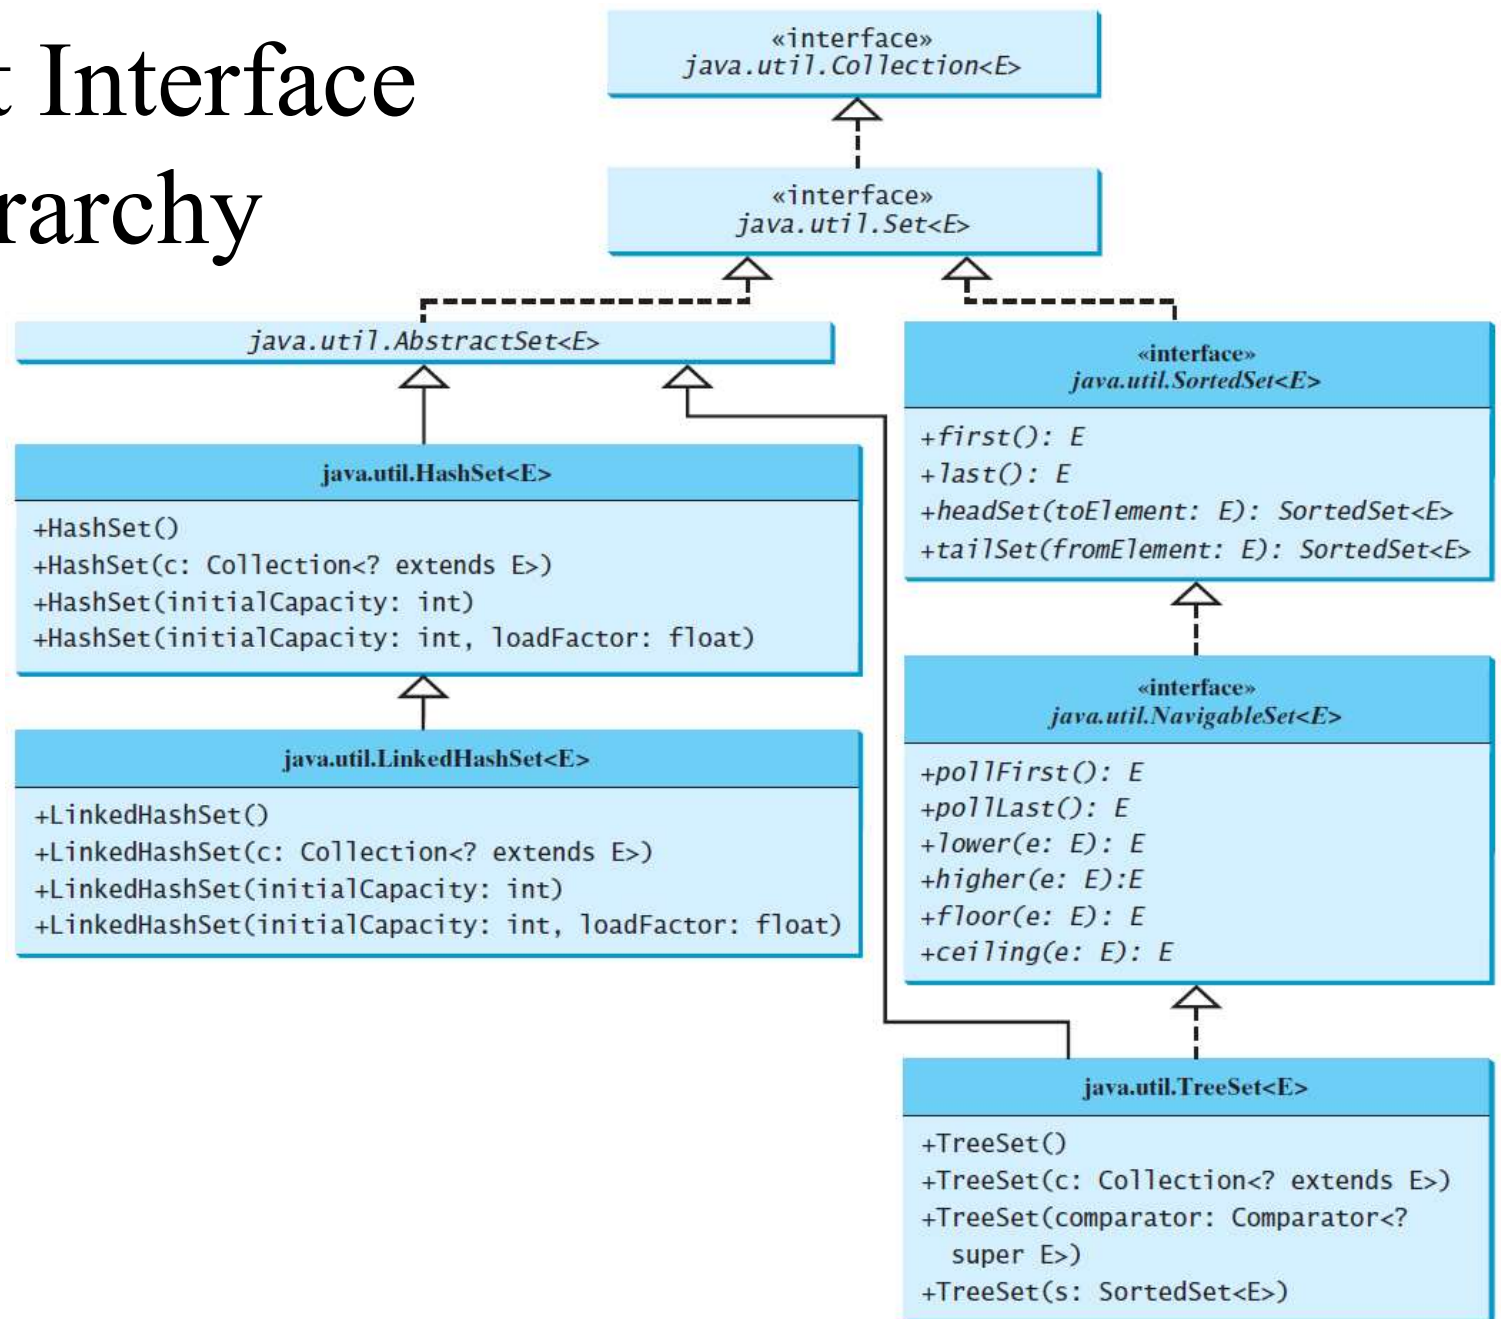 t Interface
rarchy
«interface»
java.util.Collection<E>
«interface»
java.util.Set<E>
java.util.AbstractSet<E>
java.util.HashSet<E>
+HashSet()
+HashSet(c: Collection<? extends E>)
+HashSet(initialCapacity: int)
+HashSet(initialCapacity: int, loadFactor: float)
java.util.LinkedHashSet<E>
+LinkedHashSet()
+LinkedHashSet(c: Collection<? extends E>)
+LinkedHashSet(initialCapacity: int)
+LinkedHashSet(initialCapacity: int, loadFactor: float)
«interface»
java.util.SortedSet<E>
+first(): E
+last(): E
+headSet(toElement: E): SortedSet<E>
+tailSet(fromElement: E): SortedSet<E>
«interface»
java.util.NavigableSet<E>
+pollFirst(): E
+pollLast(): E
+lower(e: E): E
+higher(e: E):E
+floor(e: E): E
+ceiling(e: E): E
java.util.TreeSet<E>
+TreeSet()
+TreeSet(c: Collection<? extends E>)
+TreeSet(comparator: Comparator<?
super E>)
+TreeSet(s: SortedSet<E>)